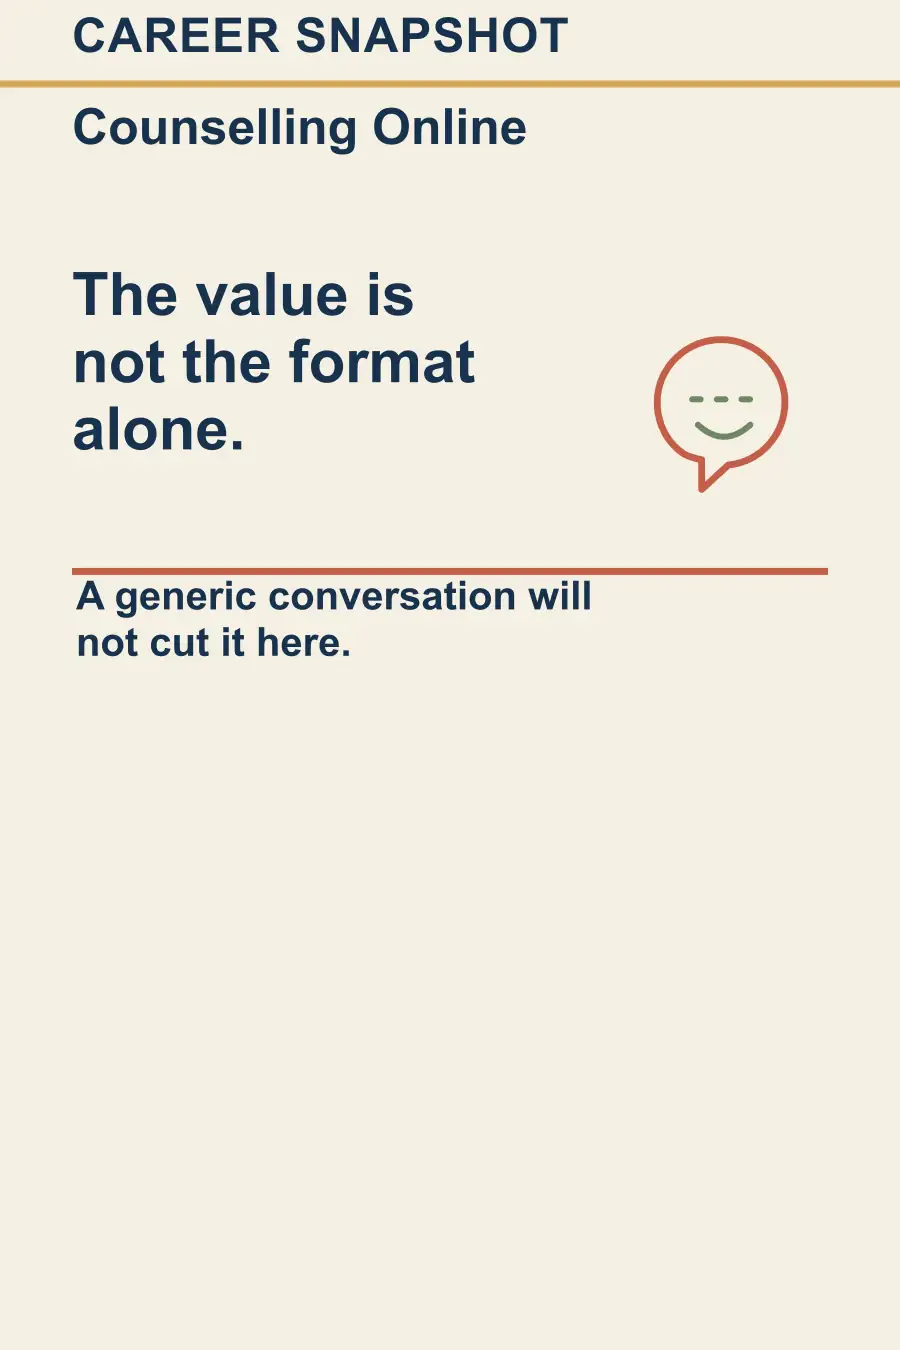 CAREER SNAPSHOT
Counselling Online
The value is
not the format
alone.
A generic conversation will
not cut it here.